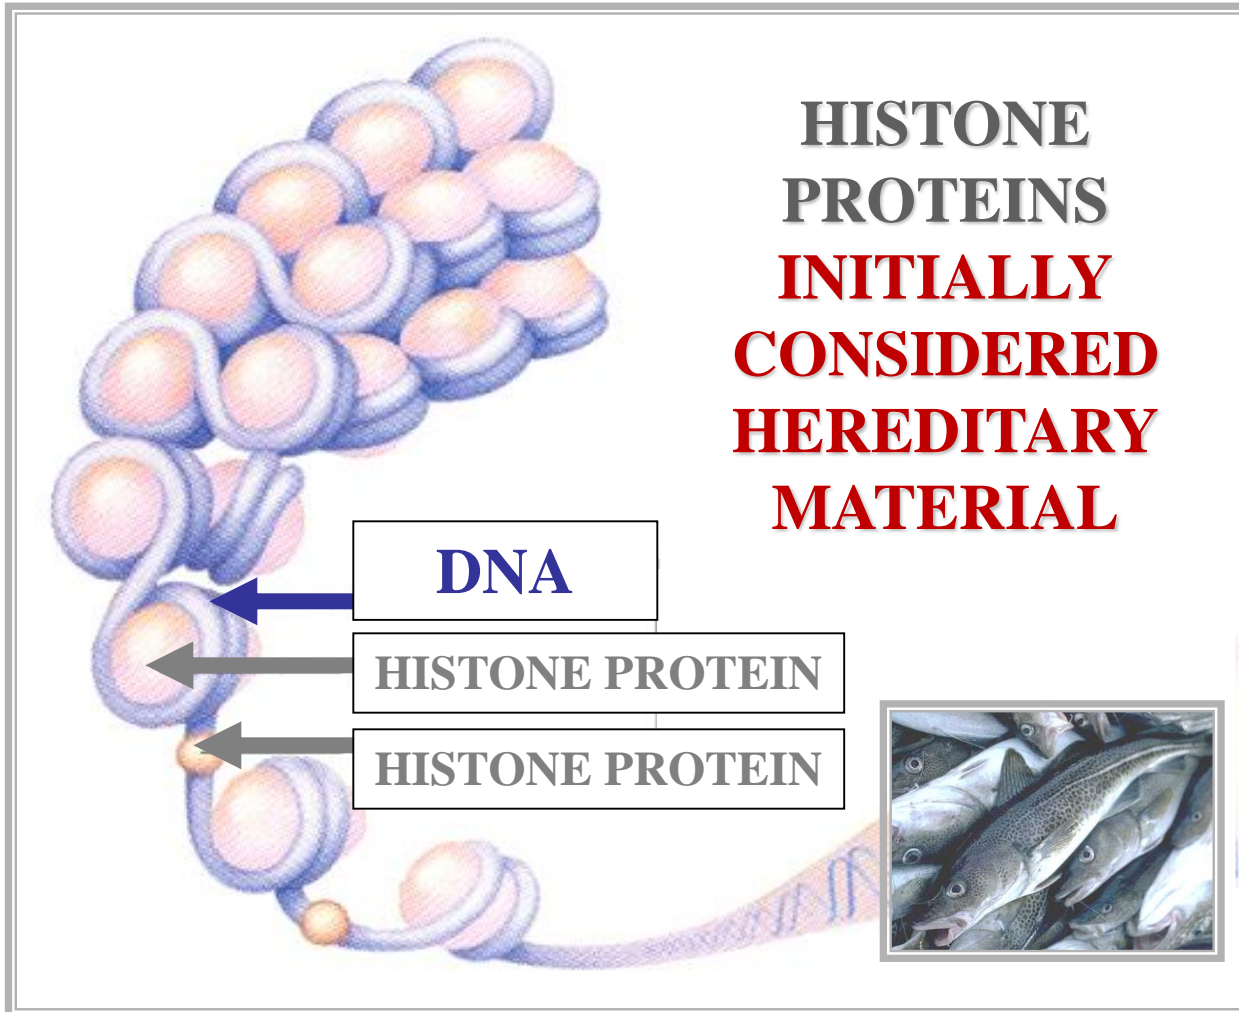 HISTONE
PROTEINS
INITIALLY
CONSIDERED
HEREDITARY
MATERIAL
DNA
HISTONE PROTEIN
HISTONE PROTEIN